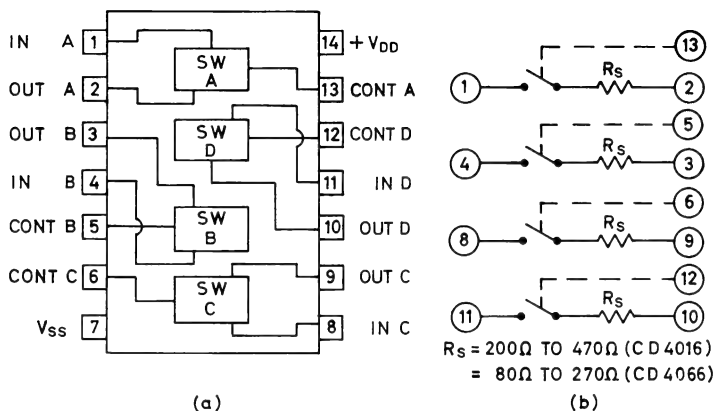 IN A 1
OUT A 2
OUT B 3
IN B 4
CONT B 5
CONT C 6
VSS 7
SW A
SW D
SW B
SW C
14 +VDD
13 CONT A
12 CONT D
11 IN D
10 OUT D
9 OUT C
8 IN C
(a)
13
1 RS 2
5
4 RS 3
6
8 RS 9
12
11 RS 10
RS = 200Ω TO 470Ω (CD4016)
= 80Ω TO 270Ω (CD4066)
(b)